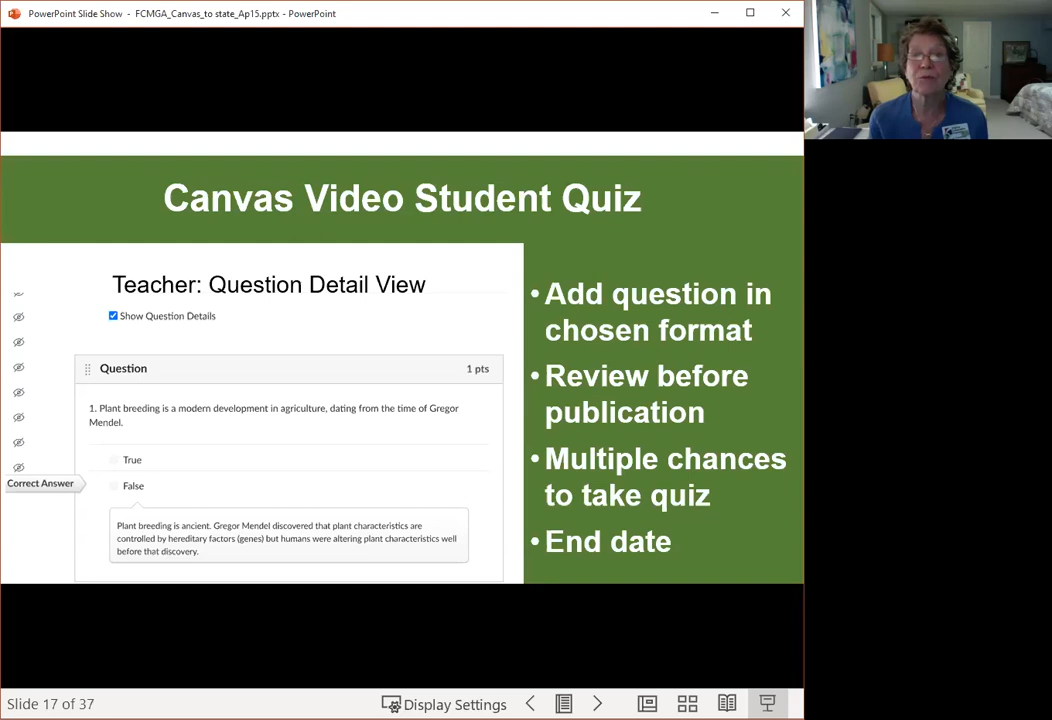 PowerPoint Slide Show - FCMGA_Canvas_to state_Ap15.pptx - PowerPoint
Canvas Video Student Quiz
Teacher: Question Detail View
Show Question Details
Question 1 pts
1. Plant breeding is a modern development in agriculture, dating from the time of Gregor
Mendel.
True
Correct Answer
False
Plant breeding is ancient. Gregor Mendel discovered that plant characteristics are
controlled by hereditary factors (genes) but humans were altering plant characteristics well
before that discovery.
• Add question in
chosen format
• Review before
publication
• Multiple chances
to take quiz
• End date
Slide 17 of 37
Display Settings